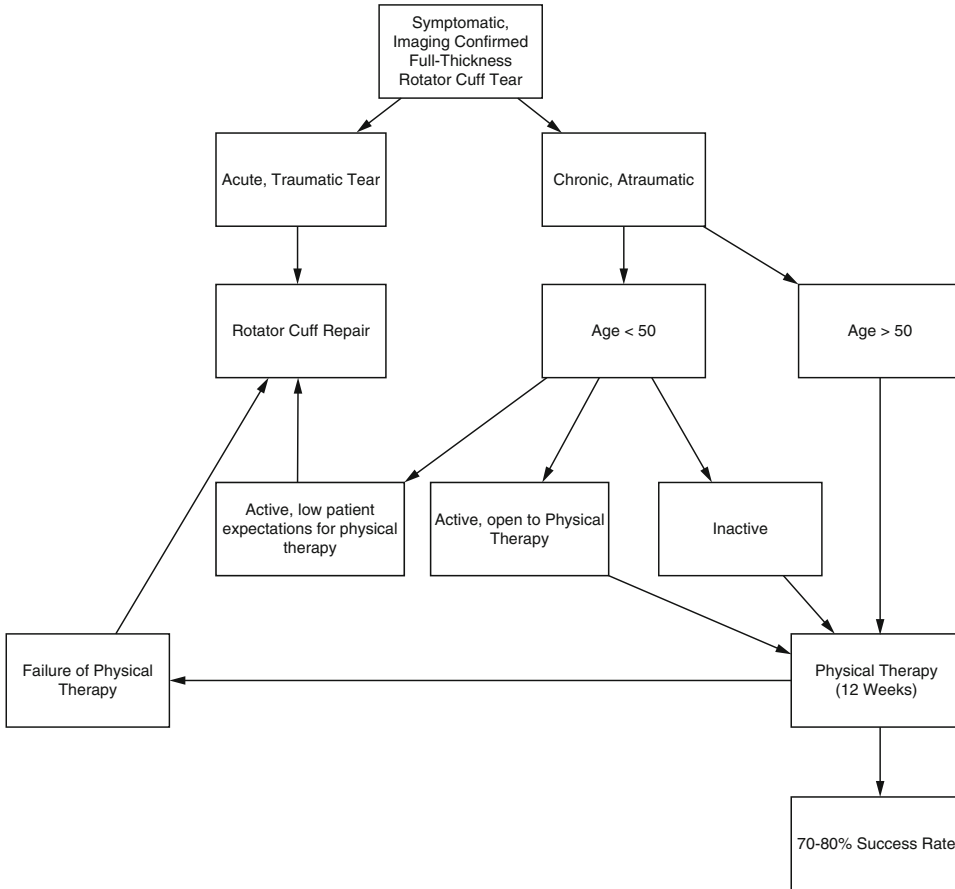 Symptomatic,
Imaging Confirmed
Full-Thickness
Rotator Cuff Tear
Acute, Traumatic Tear
Chronic, Atraumatic
Rotator Cuff Repair
Age < 50
Age > 50
Active, low patient
expectations for physical
therapy
Active, open to Physical
Therapy
Inactive
Failure of Physical
Therapy
Physical Therapy
(12 Weeks)
70-80% Success Rate